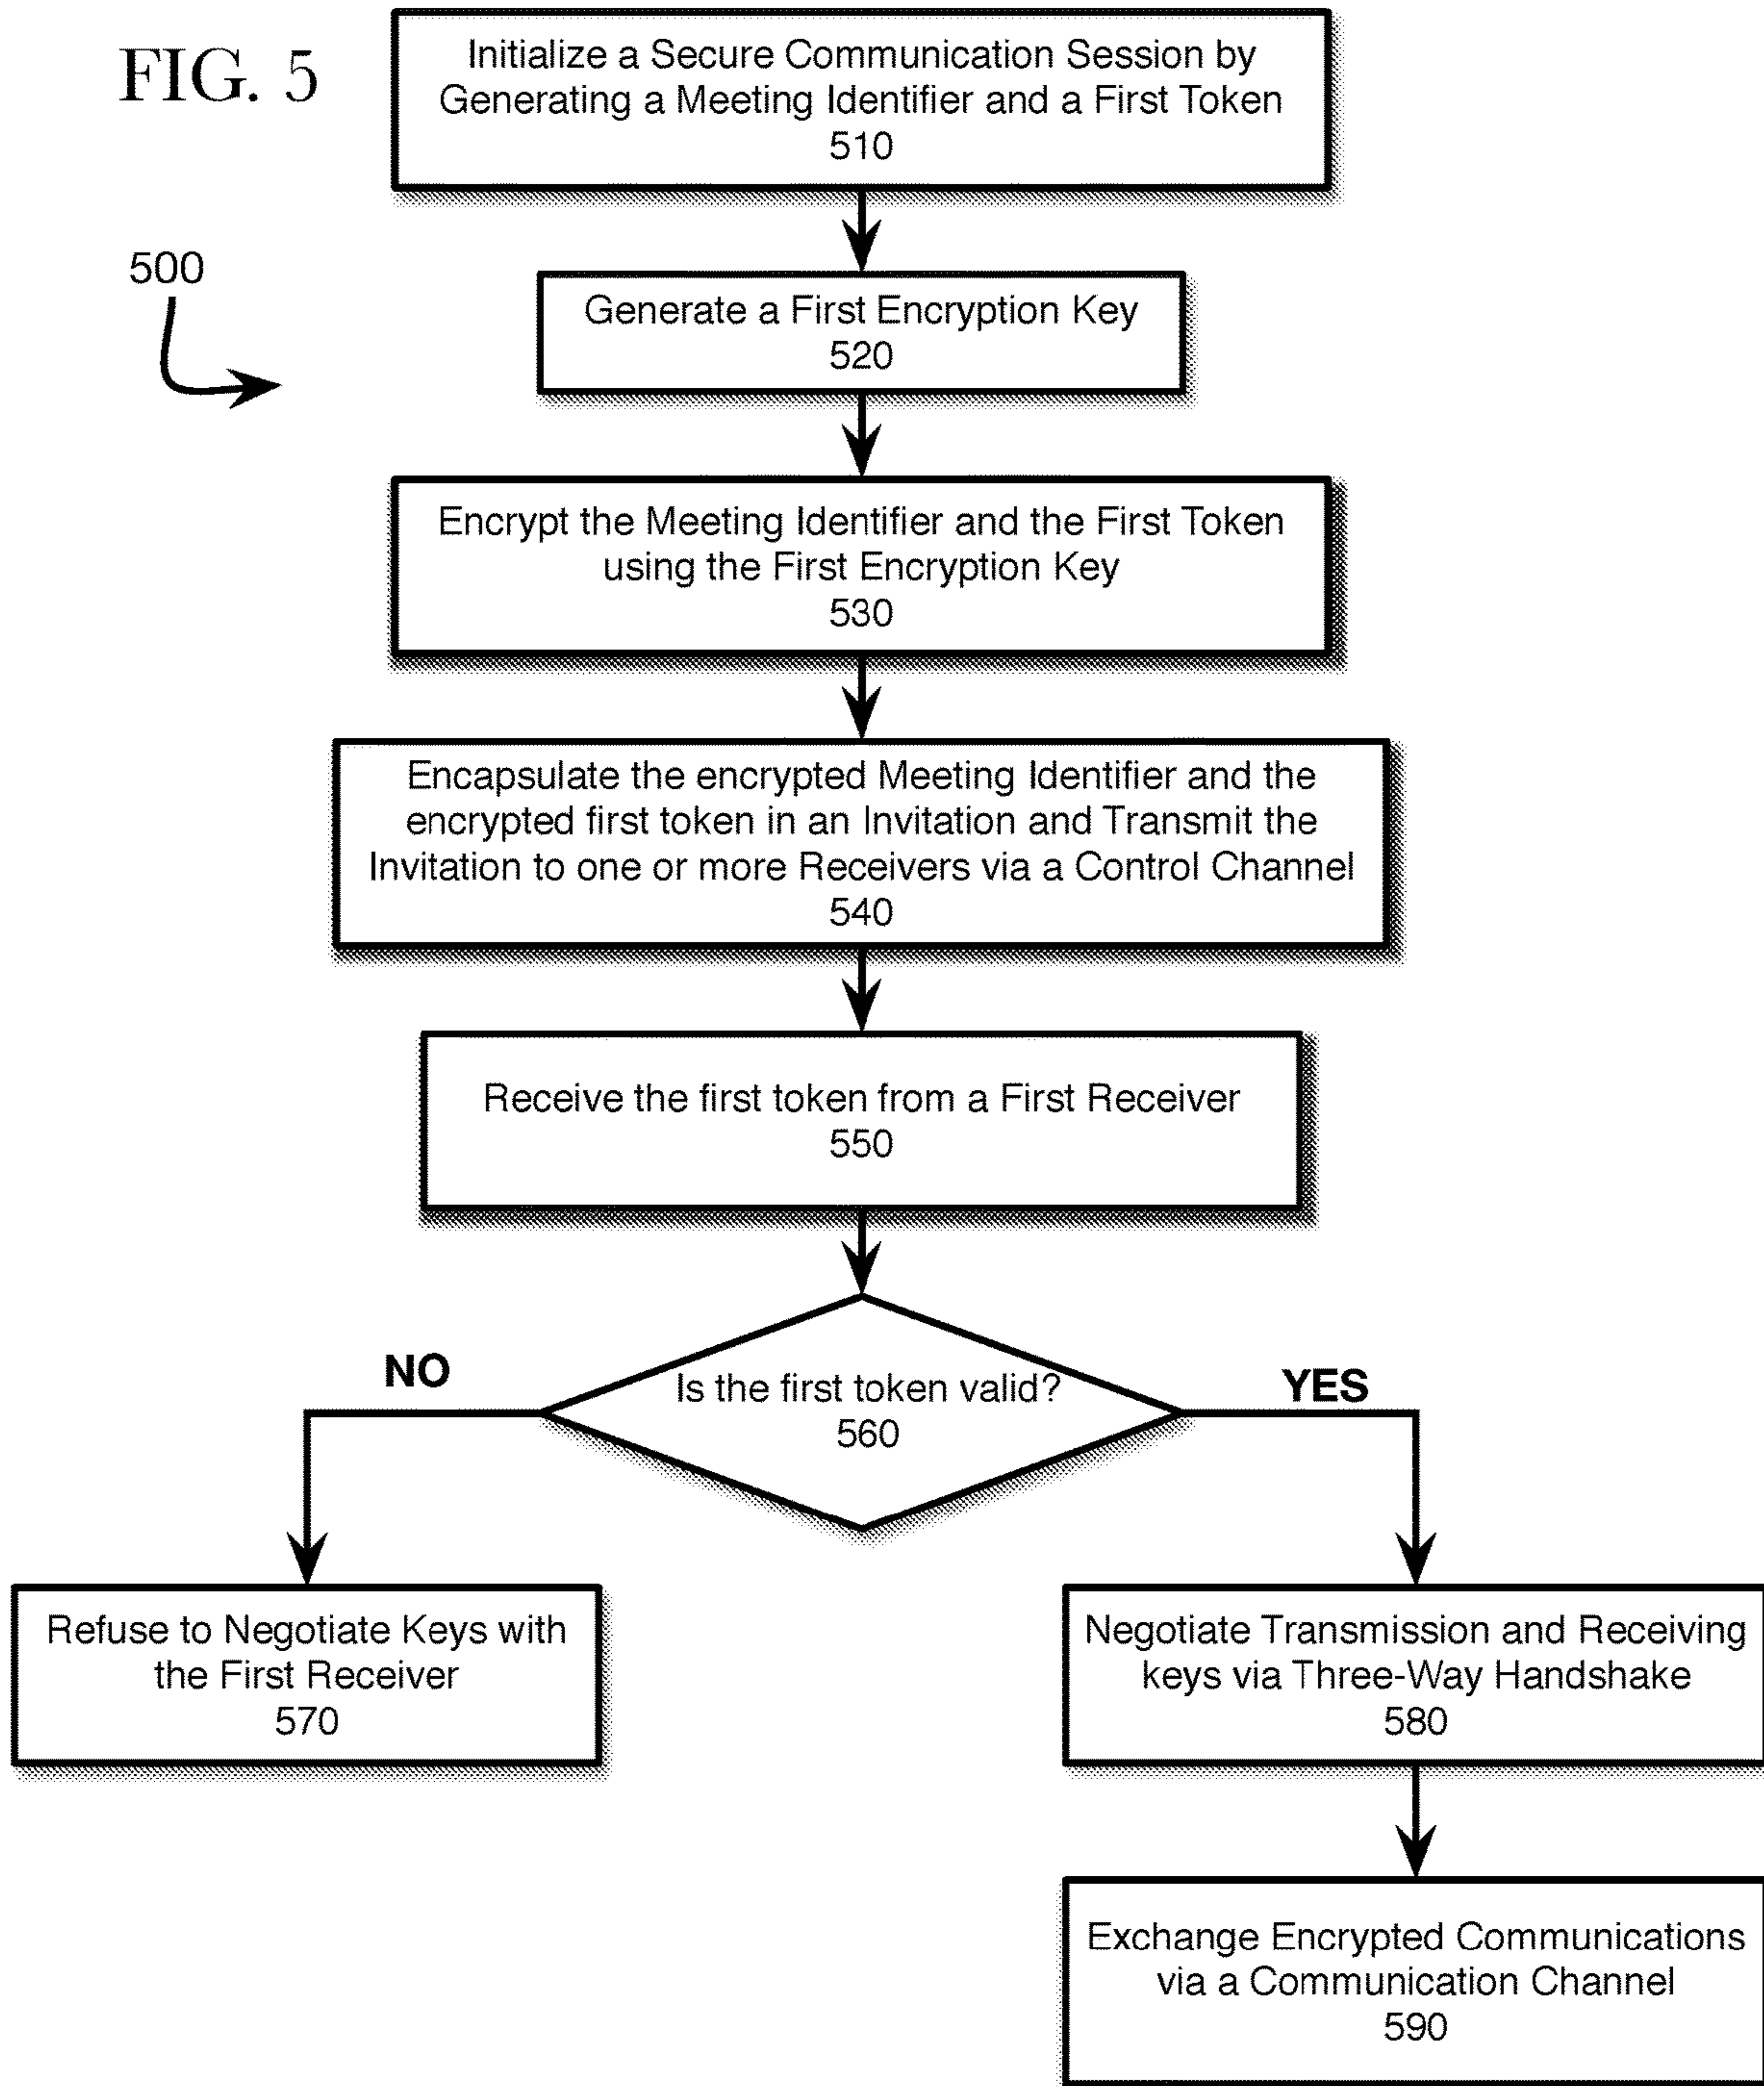 FIG. 5
Initialize a Secure Communication Session by
Generating a Meeting Identifier and a First Token
510
500
Generate a First Encryption Key
520
Encrypt the Meeting Identifier and the First Token
using the First Encryption Key
530
Encapsulate the encrypted Meeting Identifier and the
encrypted first token in an Invitation and Transmit the
Invitation to one or more Receivers via a Control Channel
540
Receive the first token from a First Receiver
550
NO
Is the first token valid?
560
YES
Refuse to Negotiate Keys with
the First Receiver
570
Negotiate Transmission and Receiving
keys via Three-Way Handshake
580
Exchange Encrypted Communications
via a Communication Channel
590